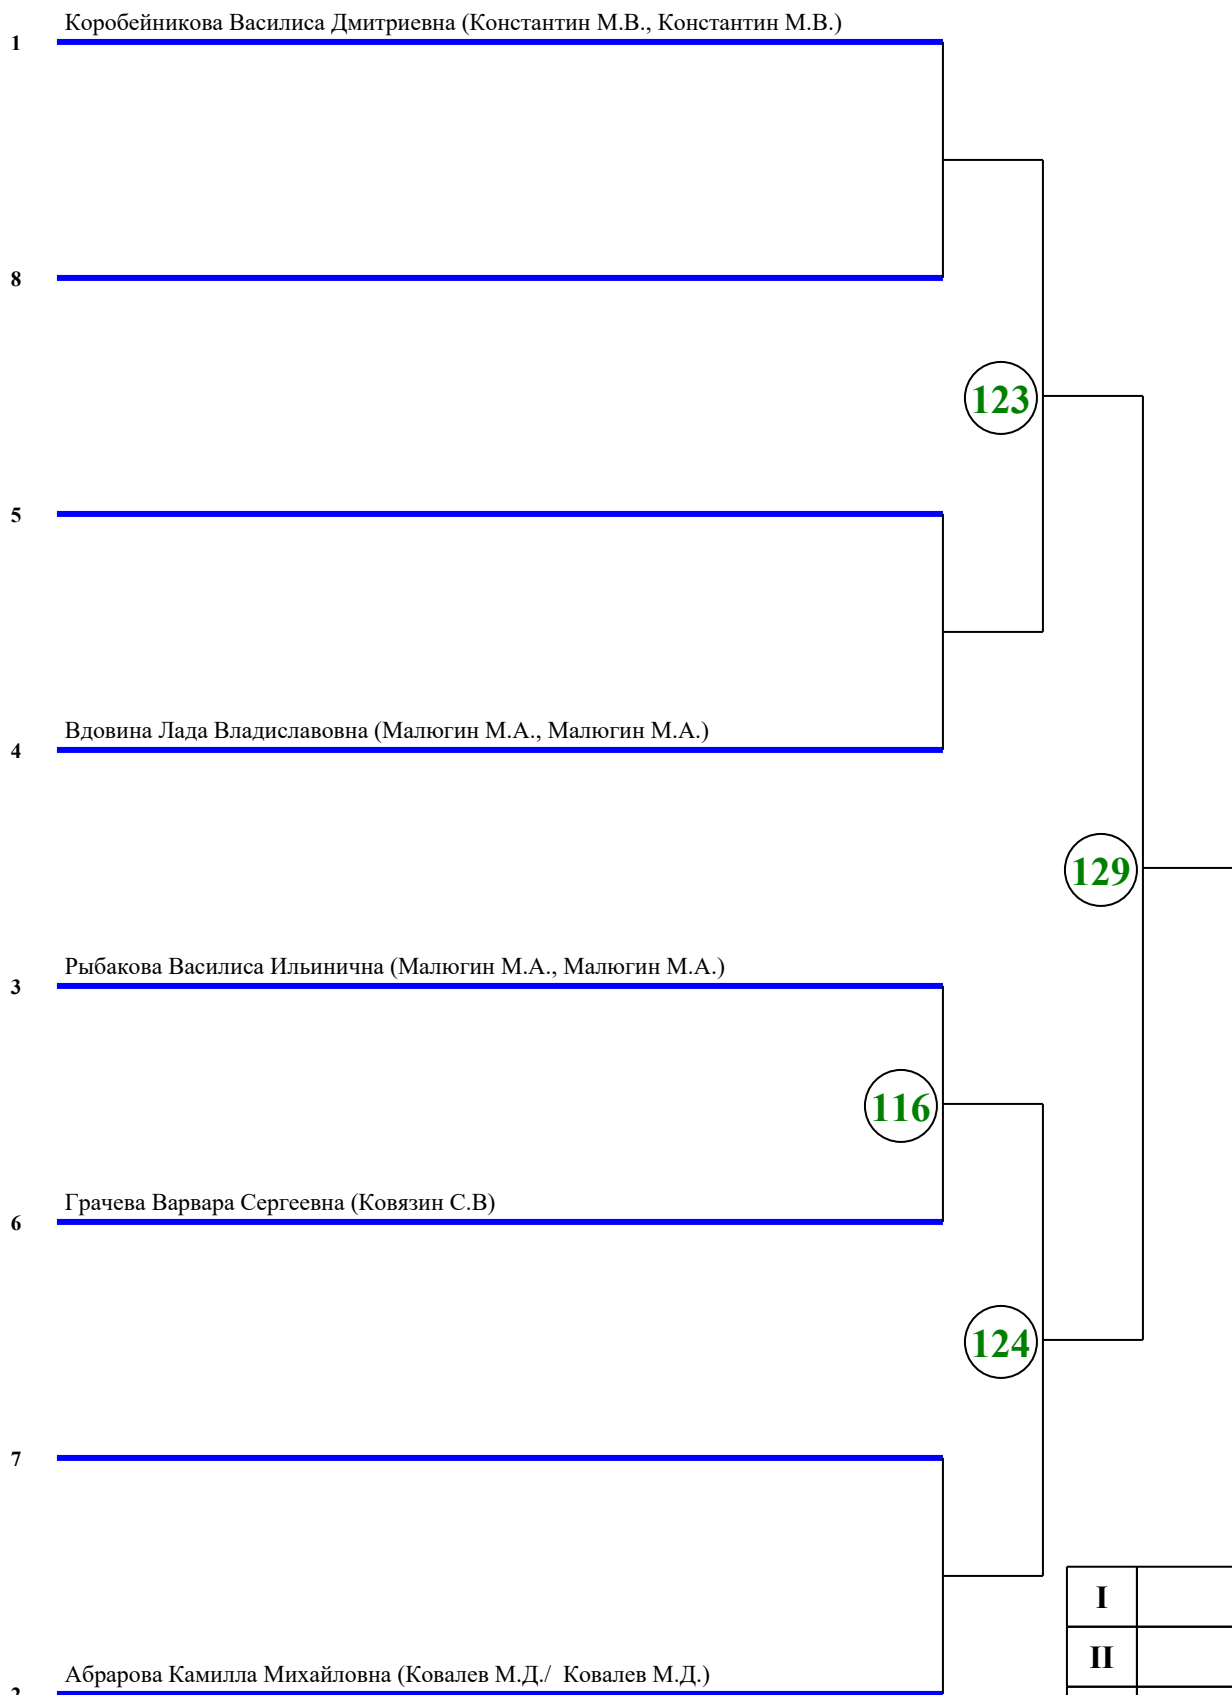 Коробейникова Василиса Дмитриевна (Константин М.В., Константин М.В.)
1
8
123
5
Вдовина Лада Владиславовна (Малюгин М.А., Малюгин М.А.)
4
129
Рыбакова Василиса Ильинична (Малюгин М.А., Малюгин М.А.)
3
116
Грачева Варвара Сергеевна (Ковязин С.В)
6
124
7
I
II
Абрарова Камилла Михайловна (Ковалев М.Д./ Ковалев М.Д.)
2